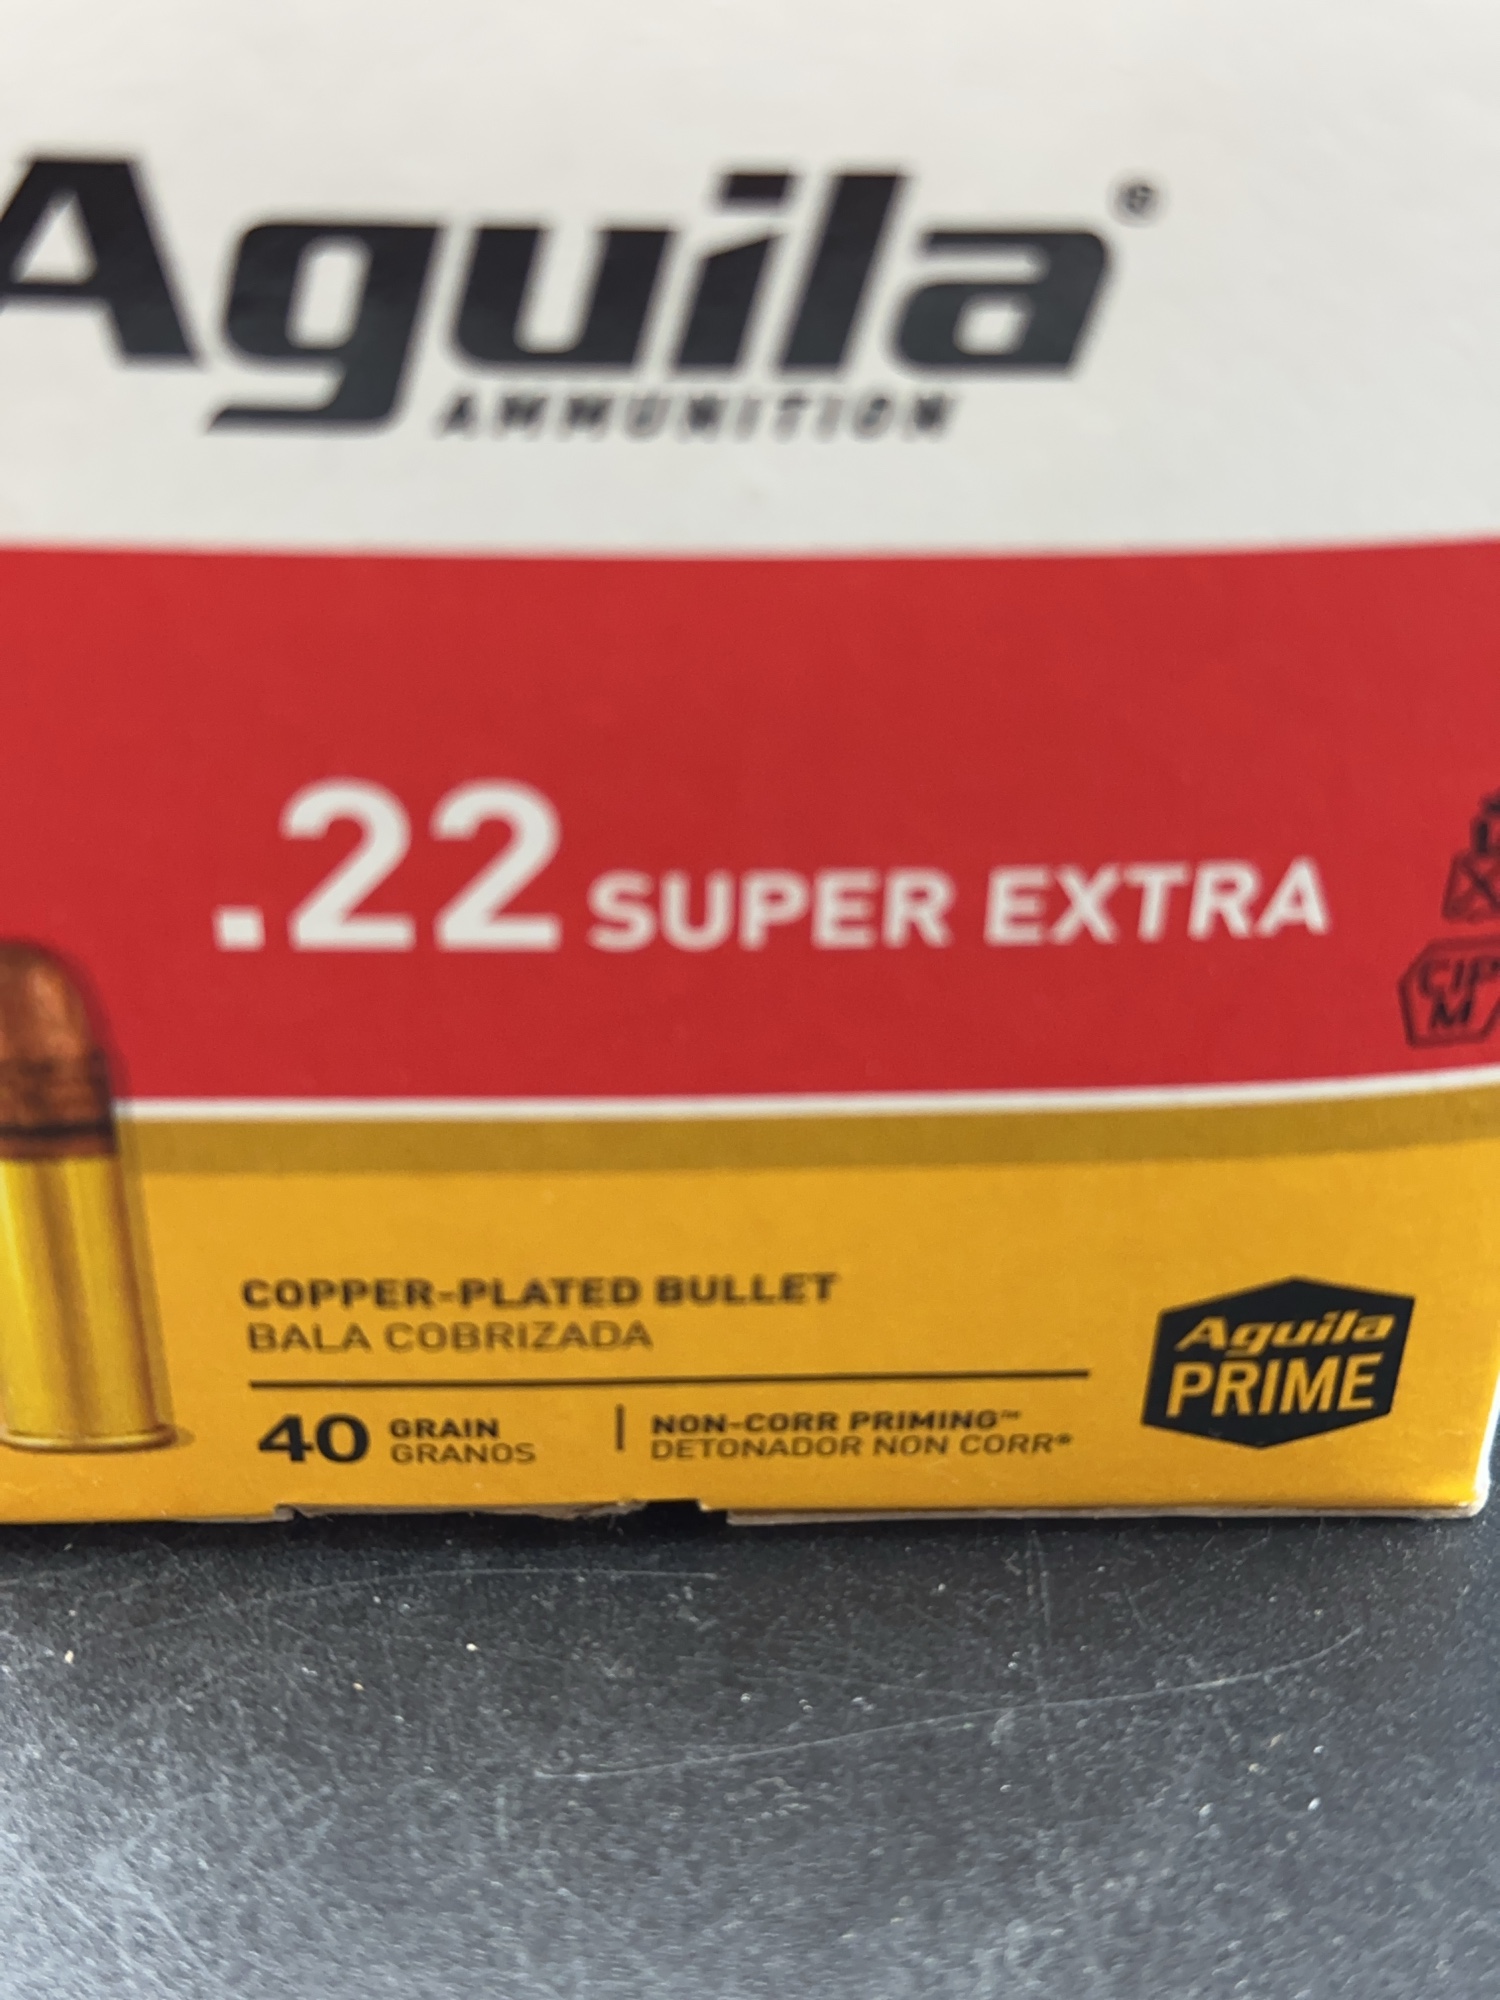 Aguila®
AMMUNITION
.22 SUPER EXTRA
CIP
M
COPPER-PLATED BULLET
BALA COBRIZADA
40 GRAIN
GRANOS
NON-CORR PRIMING™
DETONADOR NON CORR®
Aguila
PRIME